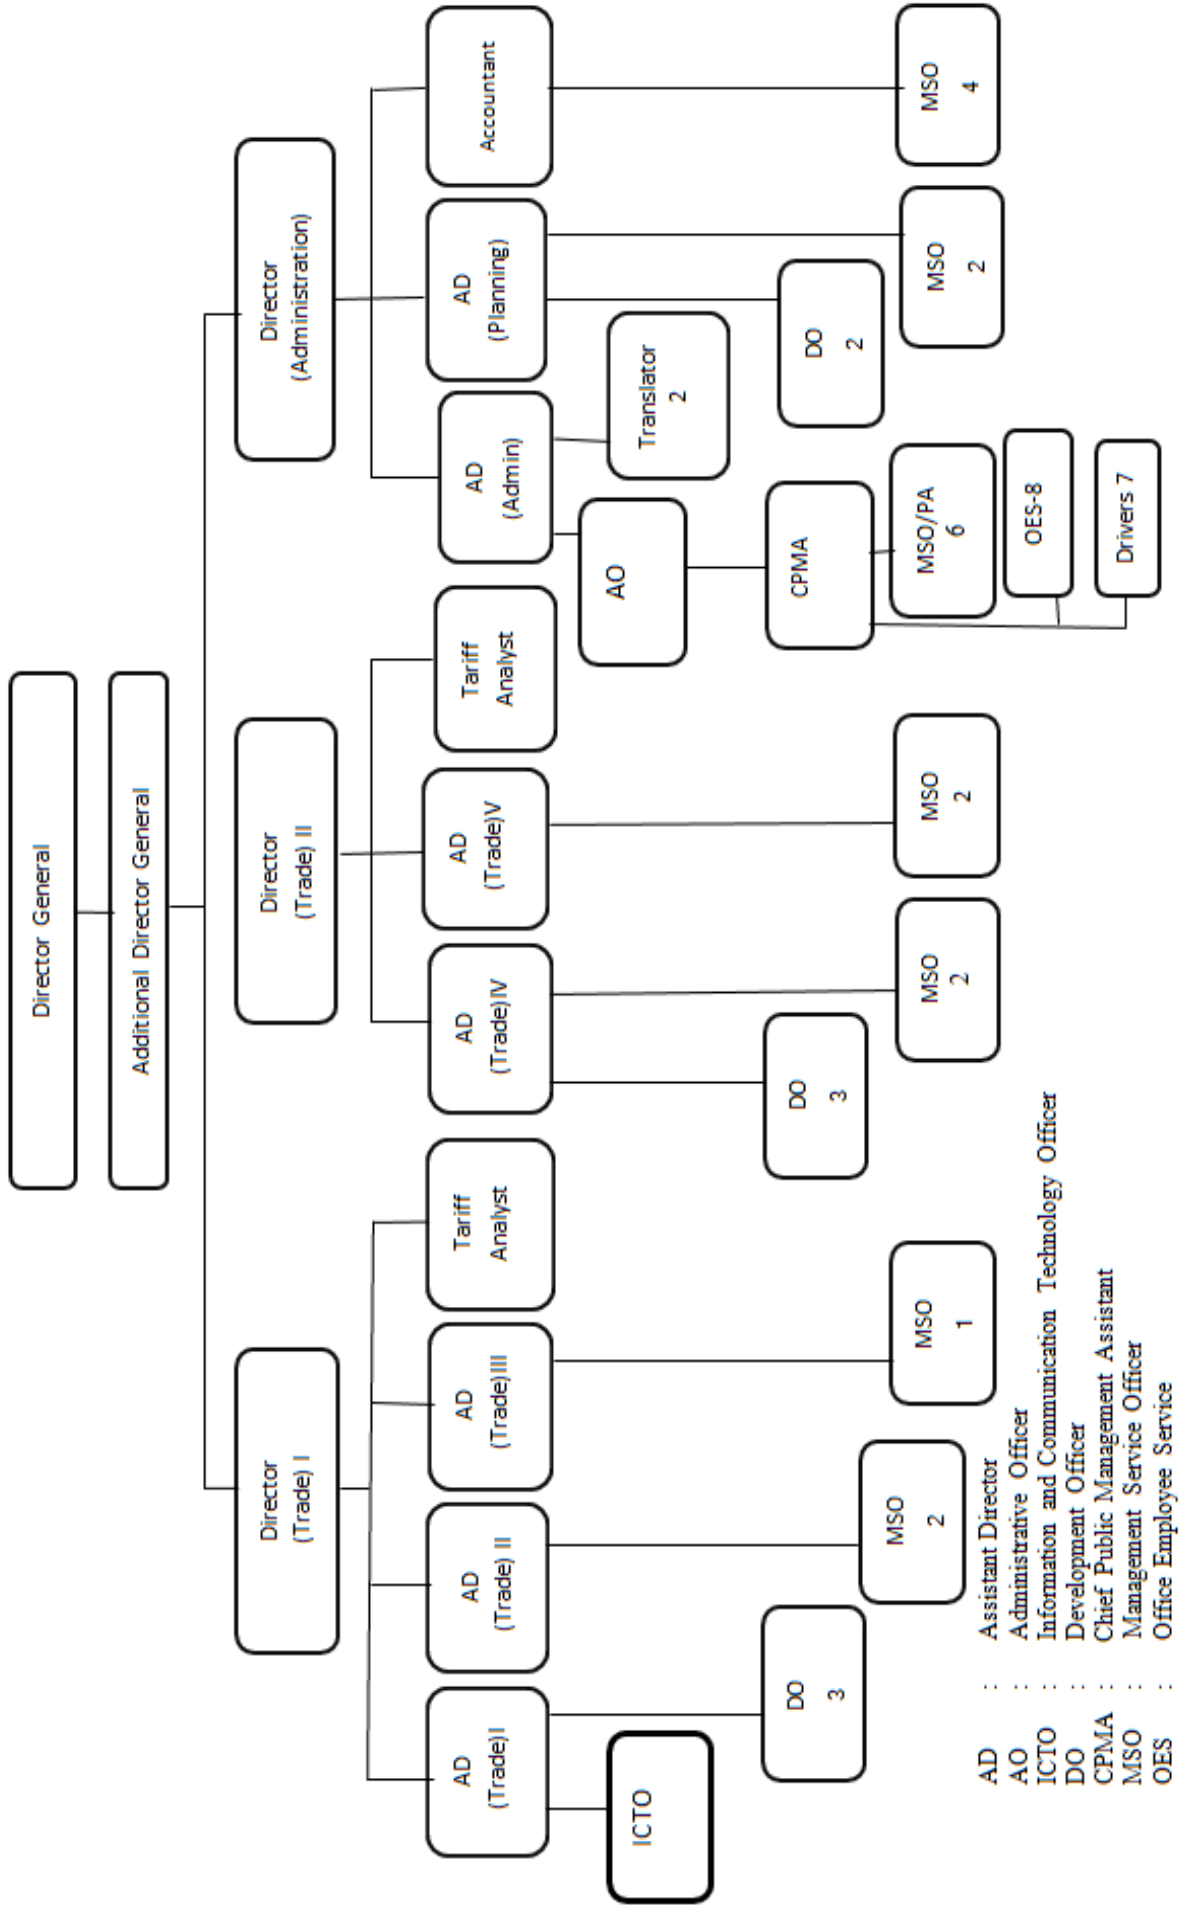 Director General
Additional Director General
Director
(Trade) I
Director
(Trade) II
Director
(Administration)
AD
(Trade)I
AD
(Trade) II
AD
(Trade)III
Tariff
Analyst
AD
(Trade)IV
AD
(Trade)V
Tariff
Analyst
AD
(Admin)
AD
(Planning)
Accountant
ICTO
AO
Translator
2
DO
3
DO
3
CPMA
DO
2
MSO
2
MSO
1
MSO
2
MSO
2
MSO/PA
6
MSO
2
MSO
4
OES-8
Drivers 7
AD : Assistant Director
AO : Administrative Officer
ICTO : Information and Communication Technology Officer
DO : Development Officer
CPMA : Chief Public Management Assistant
MSO : Management Service Officer
OES : Office Employee Service